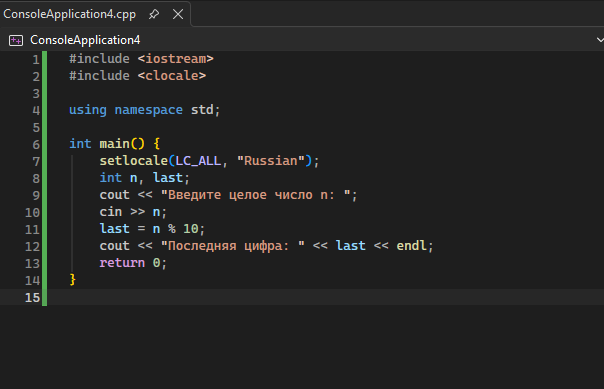 ConsoleApplication4.cpp
ConsoleApplication4
1 #include <iostream>
2 #include <clocale>
3
4 using namespace std;
5
6 int main() {
7     setlocale(LC_ALL, "Russian");
8     int n, last;
9     cout << "Введите целое число n: ";
10     cin >> n;
11     last = n % 10;
12     cout << "Последняя цифра: " << last << endl;
13     return 0;
14 }
15